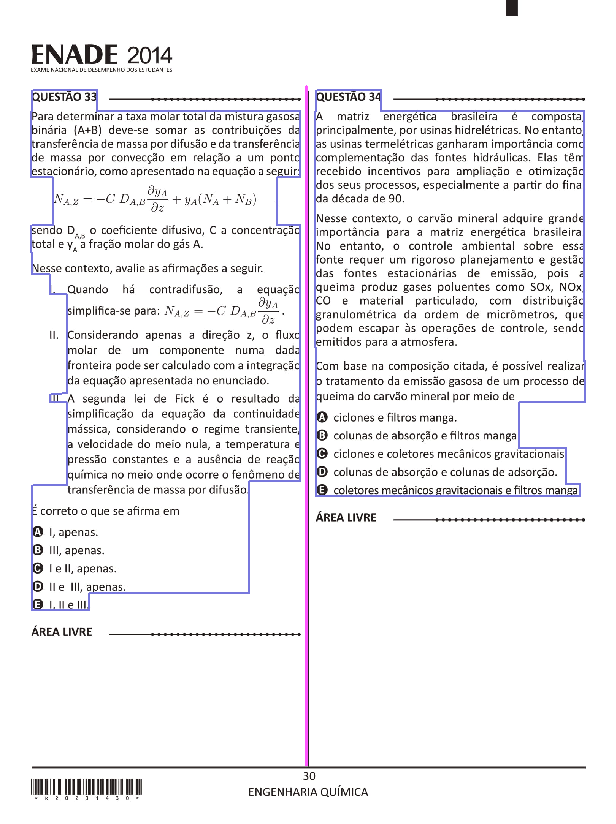 ENADE 2014
EXAME NACIONAL DE DESEMPENHO DOS ESTUDANTES
QUESTÃO 33
Para determinar a taxa molar total da mistura gasosa
binária (A+B) deve-se somar as contribuições da
transferência de massa por difusão e da transferência
de massa por convecção em relação a um ponto
estacionário, como apresentado na equação a seguir:
N_{A,Z} = −C D_{A,B} ∂y_A/∂z + y_A(N_A + N_B)
sendo D_{A,B} o coeficiente difusivo, C a concentração
total e y_A a fração molar do gás A.
Nesse contexto, avalie as afirmações a seguir.
I. Quando há contradifusão, a equação
simplifica-se para: N_{A,Z} = −C D_{A,B} ∂y_A/∂z .
II. Considerando apenas a direção z, o fluxo
molar de um componente numa dada
fronteira pode ser calculado com a integração
da equação apresentada no enunciado.
III. A segunda lei de Fick é o resultado da
simplificação da equação da continuidade
mássica, considerando o regime transiente,
a velocidade do meio nula, a temperatura e
pressão constantes e a ausência de reação
química no meio onde ocorre o fenômeno de
transferência de massa por difusão.
É correto o que se afirma em
A I, apenas.
B III, apenas.
C I e II, apenas.
D II e III, apenas.
E I, II e III.
ÁREA LIVRE
QUESTÃO 34
A matriz energética brasileira é composta,
principalmente, por usinas hidrelétricas. No entanto,
as usinas termelétricas ganharam importância como
complementação das fontes hidráulicas. Elas têm
recebido incentivos para ampliação e otimização
dos seus processos, especialmente a partir do final
da década de 90.
Nesse contexto, o carvão mineral adquire grande
importância para a matriz energética brasileira.
No entanto, o controle ambiental sobre essa
fonte requer um rigoroso planejamento e gestão
das fontes estacionárias de emissão, pois a
queima produz gases poluentes como SOx, NOx,
CO e material particulado, com distribuição
granulométrica da ordem de micrômetros, que
podem escapar às operações de controle, sendo
emitidos para a atmosfera.
Com base na composição citada, é possível realizar
o tratamento da emissão gasosa de um processo de
queima do carvão mineral por meio de
A ciclones e filtros manga.
B colunas de absorção e filtros manga.
C ciclones e coletores mecânicos gravitacionais.
D colunas de absorção e colunas de adsorção.
E coletores mecânicos gravitacionais e filtros manga.
ÁREA LIVRE
30
ENGENHARIA QUÍMICA